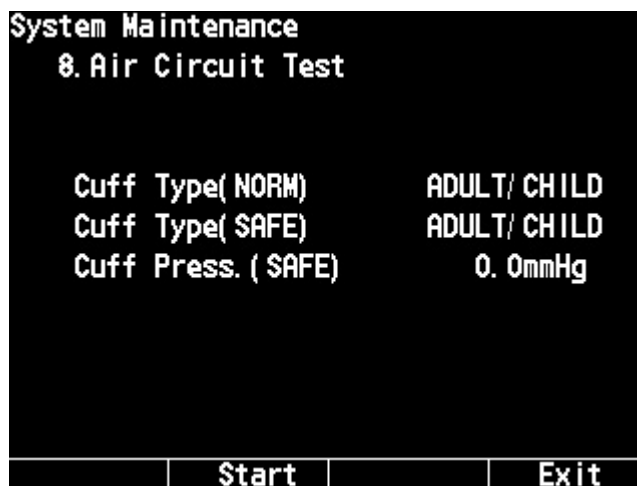 System Maintenance
8. Air Circuit Test
Cuff Type( NORM) ADULT/ CHILD
Cuff Type( SAFE) ADULT/ CHILD
Cuff Press. ( SAFE) 0. 0mmHg
Start Exit